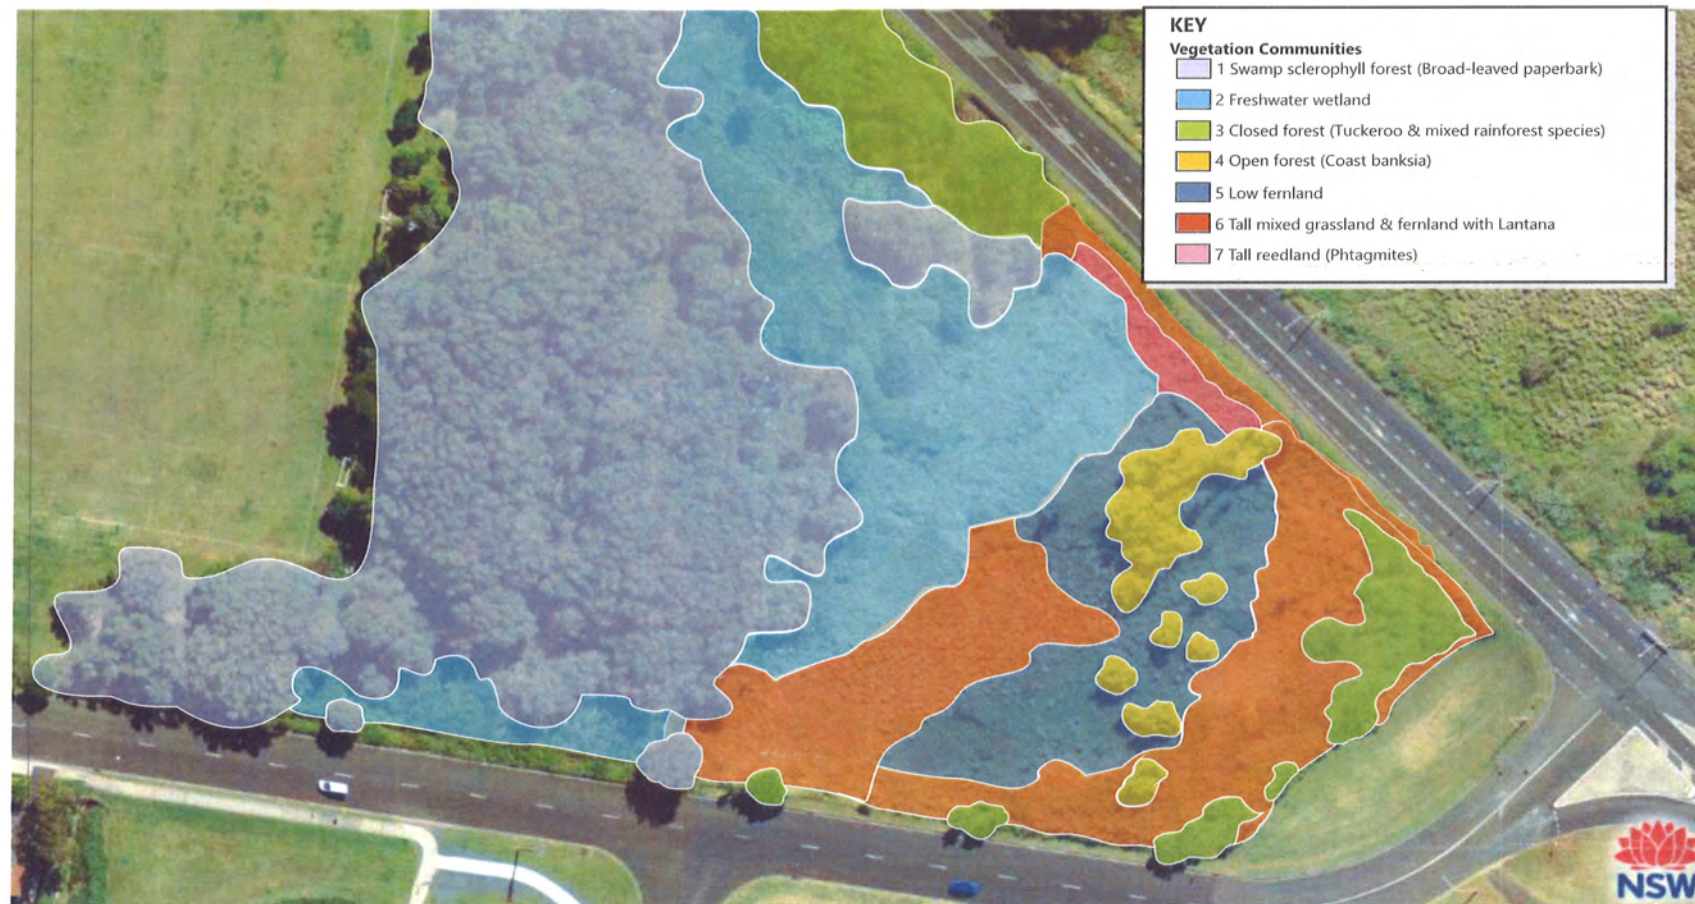 KEY
Vegetation Communities
1 Swamp sclerophyll forest (Broad-leaved paperbark)
2 Freshwater wetland
3 Closed forest (Tuckeroo & mixed rainforest species)
4 Open forest (Coast banksia)
5 Low fernland
6 Tall mixed grassland & fernland with Lantana
7 Tall reedland (Phtagmites)
NSW